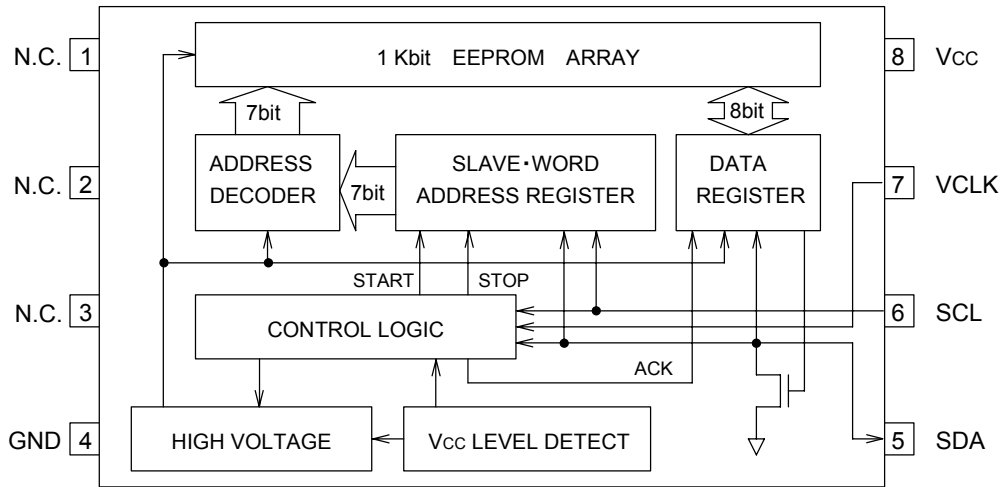 N.C. 1
1 Kbit EEPROM ARRAY
8 VCC
7bit
8bit
N.C. 2
ADDRESS
DECODER
7bit
SLAVE・WORD
ADDRESS REGISTER
DATA
REGISTER
7 VCLK
START
STOP
N.C. 3
CONTROL LOGIC
6 SCL
ACK
GND 4
HIGH VOLTAGE
VCC LEVEL DETECT
5 SDA